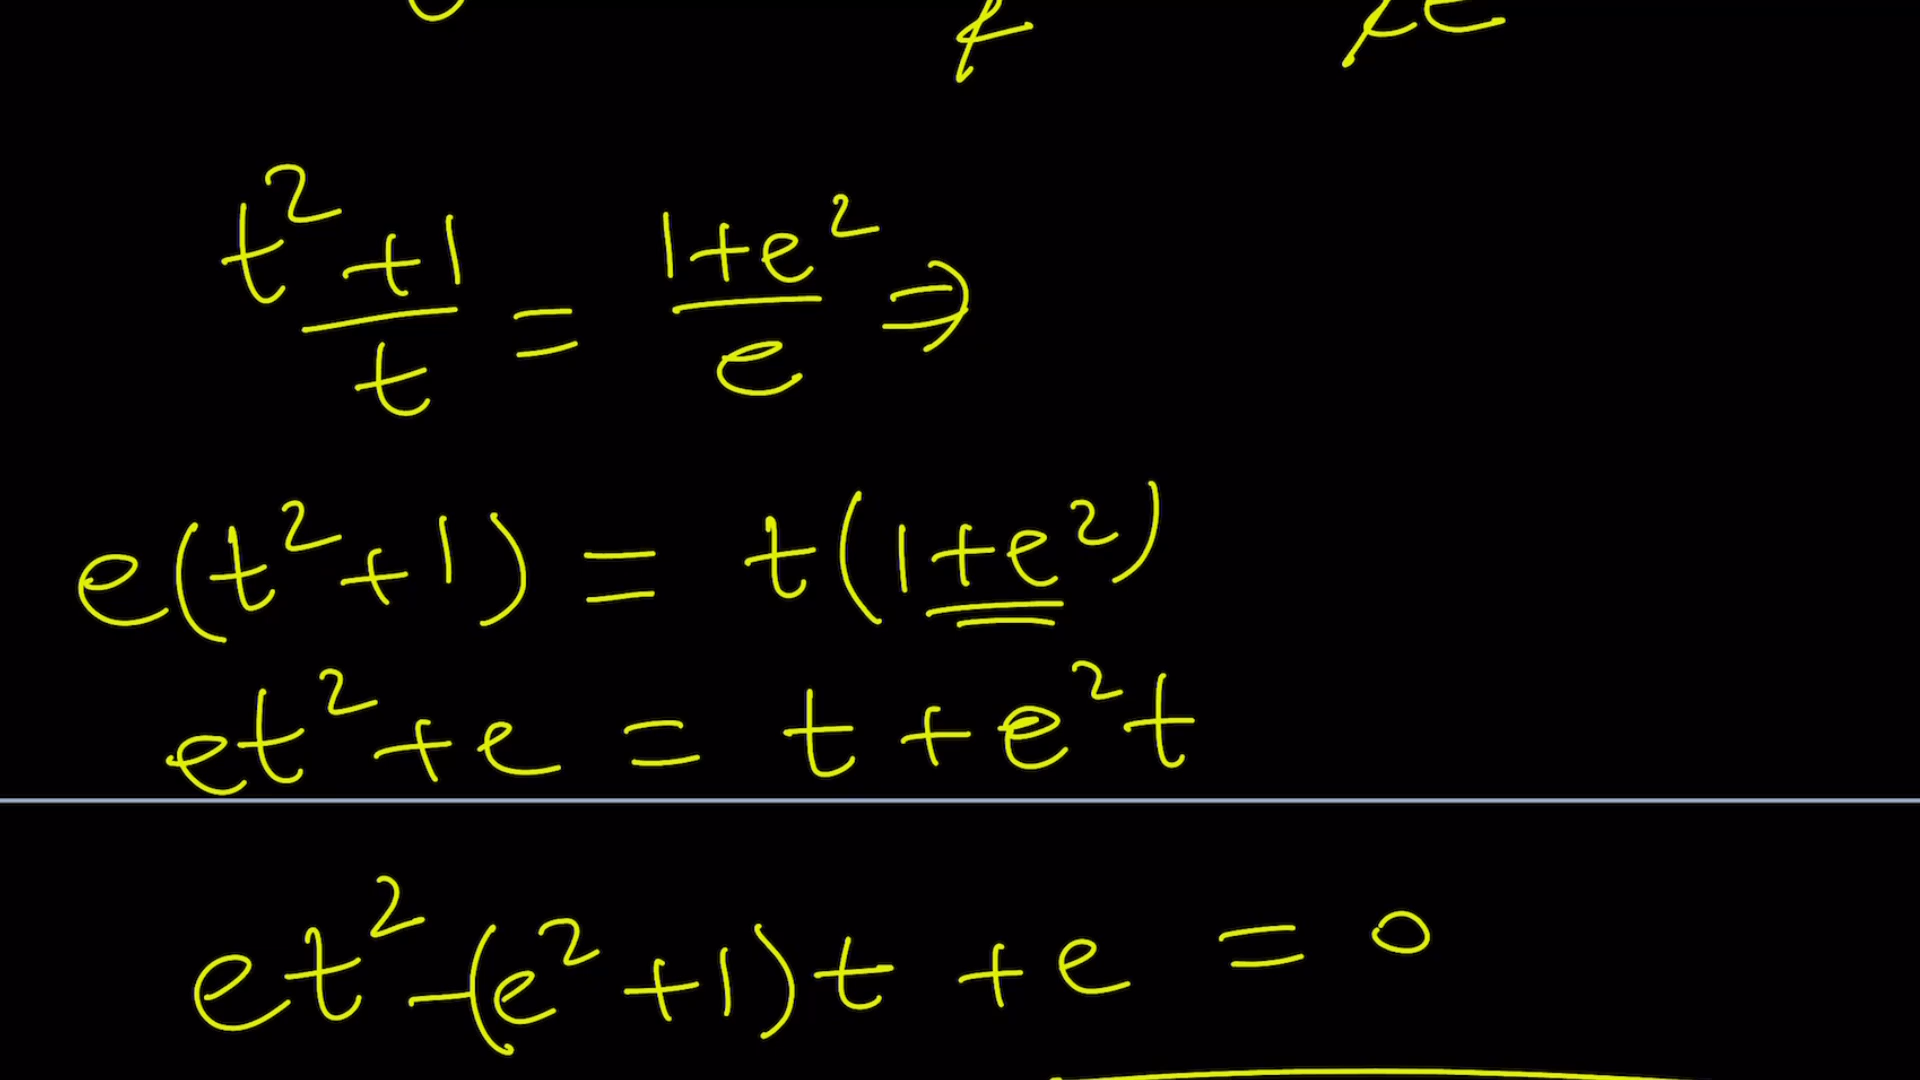 t²+1/t = 1+e²/e ⇒
e(t²+1) = t(1+e²)
et²+e = t+e²t
et²-(e²+1)t+e = 0